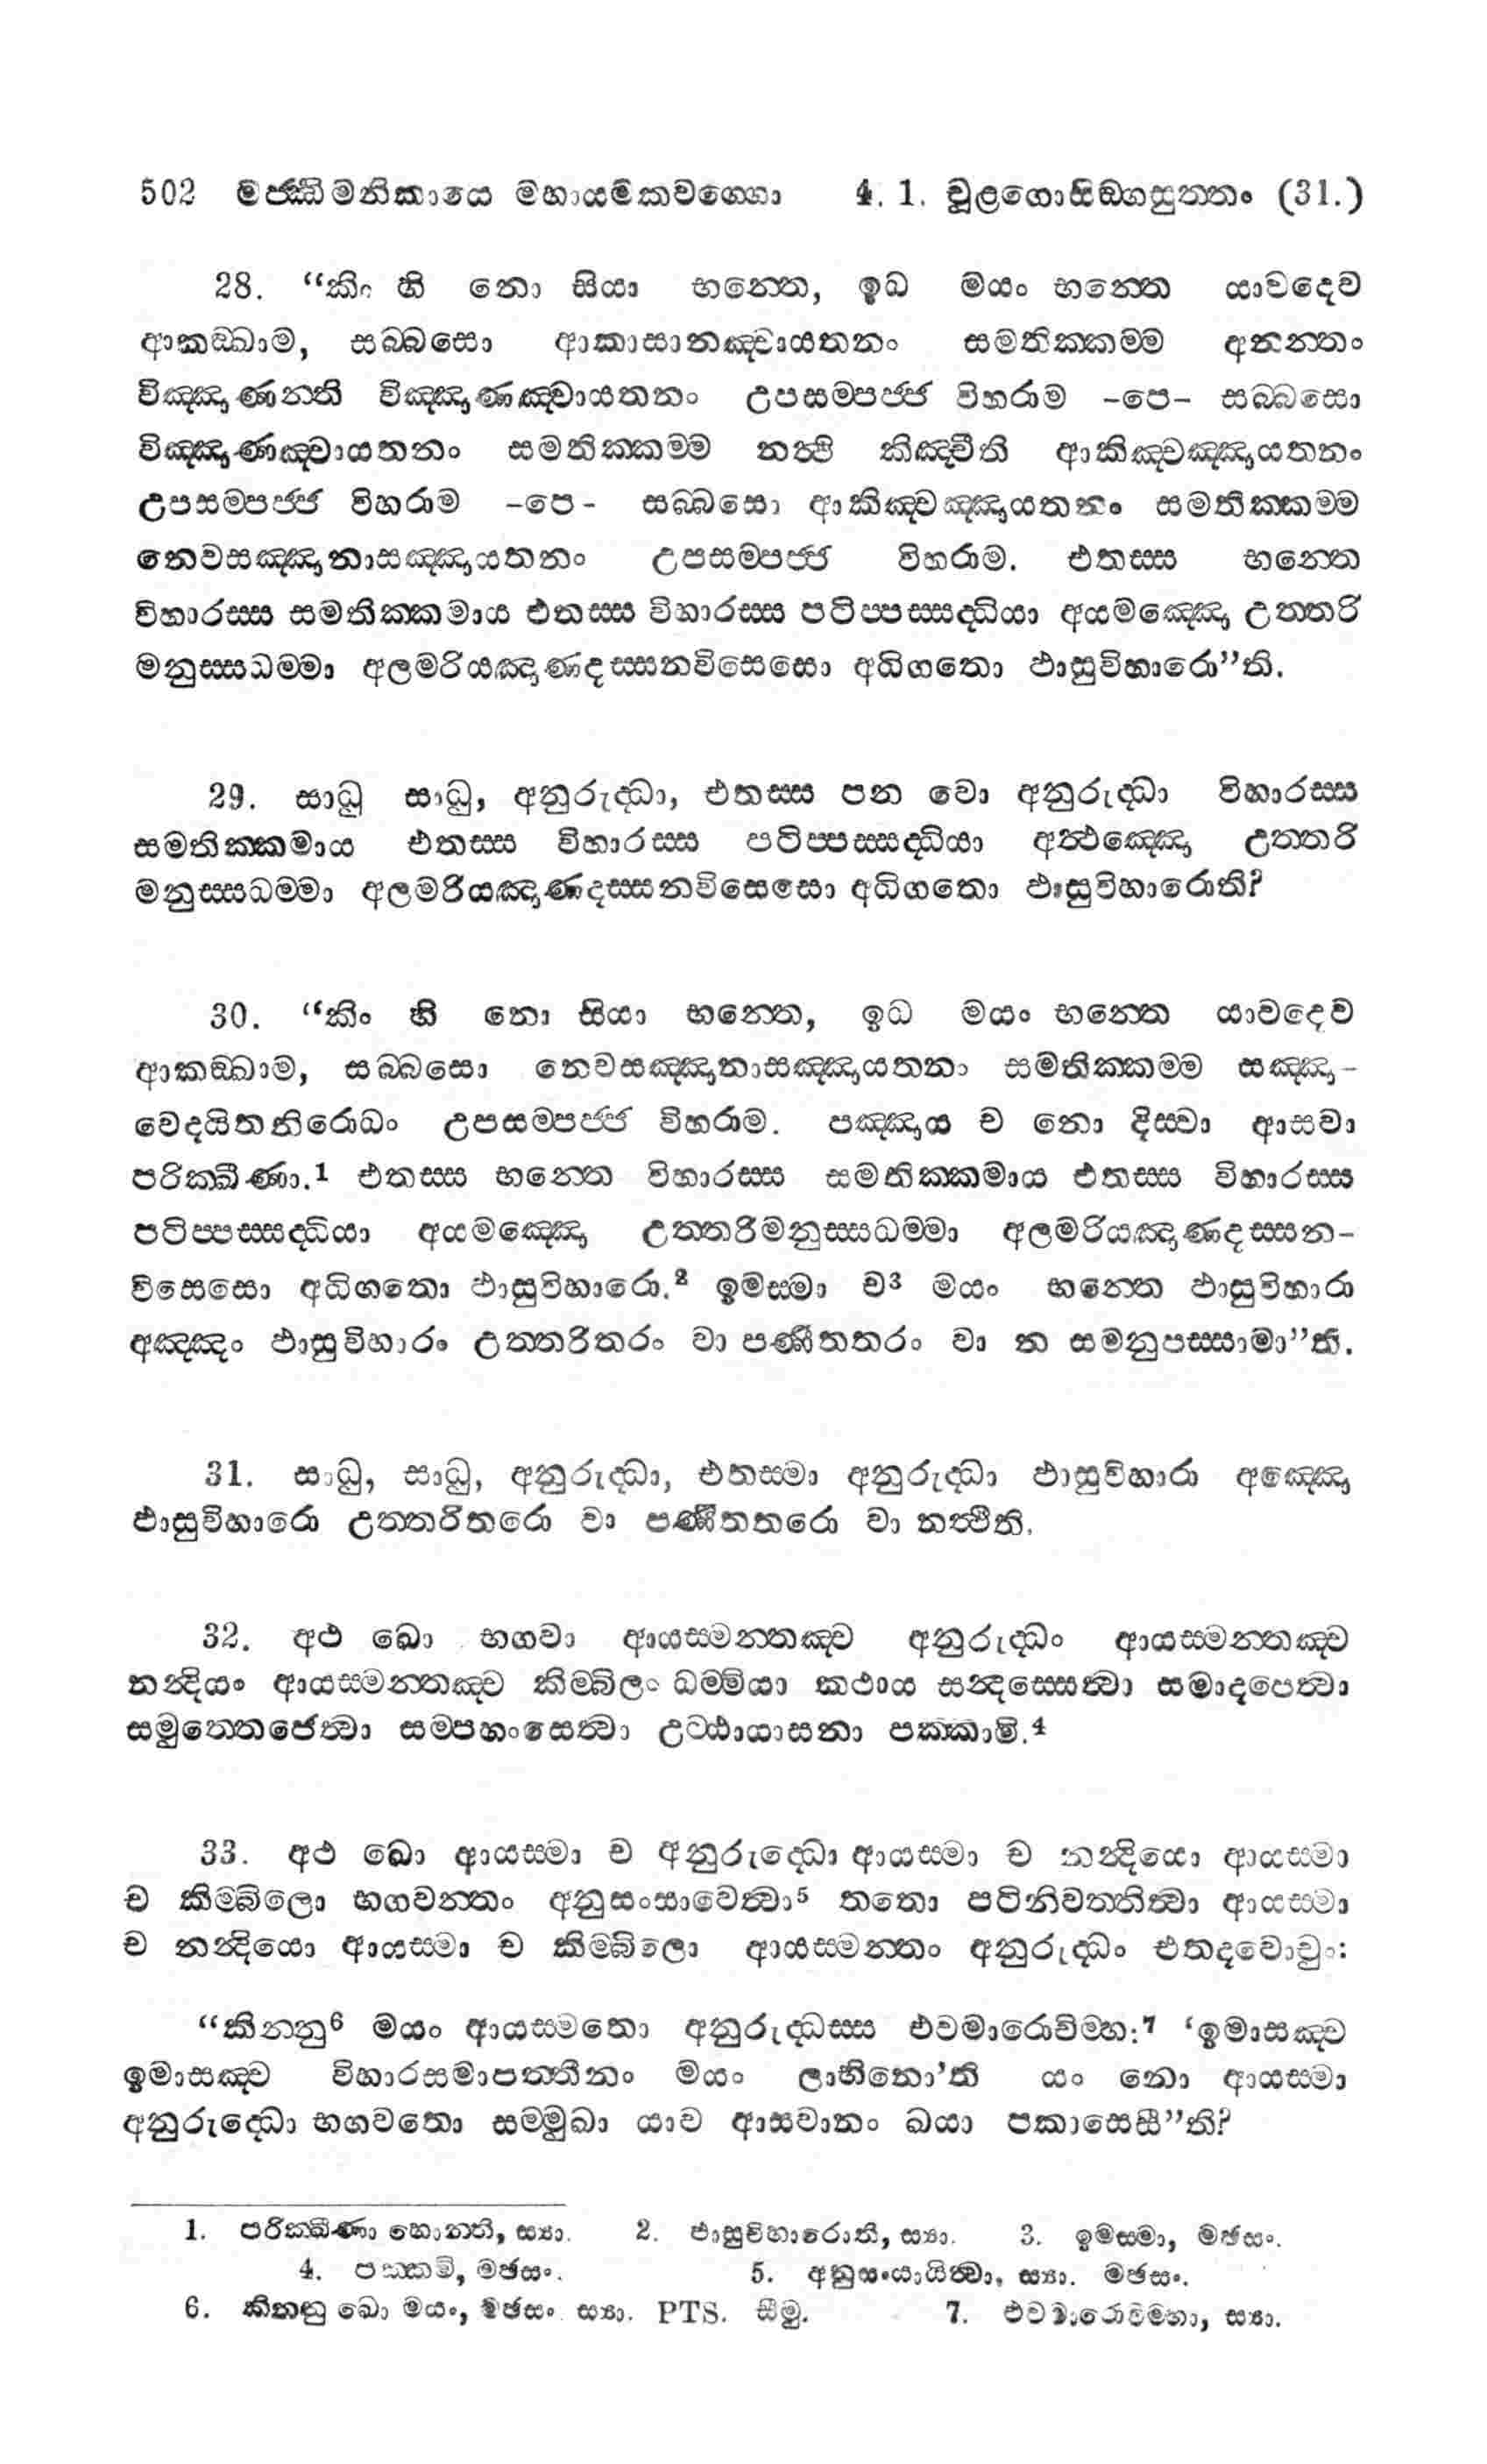 502 මජ්ඣිමනිකායෙ මහායමකවග්ගො 4. 1. චූළගොසිඞ්ගසුත්තං (31.)
28. “කිං හි නො සියා භන්තෙ, ඉධ මයං භන්තෙ යාවදෙව
ආකඞ්ඛාම, සබ්බසො ආකාසානඤ්චායතනං සමතික්කම්ම අනන්තං
විඤ්ඤාණන්ති විඤ්ඤාණඤ්චායතනං උපසම්පජ්ජ විහරාම -පෙ- සබ්බසො
විඤ්ඤාණඤ්චායතනං සමතික්කම්ම නත්ථි කිඤ්චීති ආකිඤ්චඤ්ඤායතනං
උපසම්පජ්ජ විහරාම -පෙ- සබ්බසො ආකිඤ්චඤ්ඤායතනං සමතික්කම්ම
නෙවසඤ්ඤානාසඤ්ඤායතනං උපසම්පජ්ජ විහරාම. එතස්ස භන්තෙ
විහාරස්ස සමතික්කමාය එතස්ස විහාරස්ස පටිප්පස්සද්ධියා අයමඤ්ඤො උත්තරි
මනුස්සධම්මා අලමරියඤාණදස්සනවිසෙසො අධිගතො ඵාසුවිහාරො”ති.
29. සාධු සාධු, අනුරුද්ධා, එතස්ස පන වො අනුරුද්ධා විහාරස්ස
සමතික්කමාය එතස්ස විහාරස්ස පටිප්පස්සද්ධියා අත්ථඤ්ඤො උත්තරි
මනුස්සධම්මා අලමරියඤාණදස්සනවිසෙසො අධිගතො ඵාසුවිහාරොති?
30. “කිං හි නො සියා භන්තෙ, ඉධ මයං භන්තෙ යාවදෙව
ආකඞ්ඛාම, සබ්බසො නෙවසඤ්ඤානාසඤ්ඤායතනං සමතික්කම්ම සඤ්ඤා-
වෙදයිතනිරොධං උපසම්පජ්ජ විහරාම. පඤ්ඤාය ච නො දිස්වා ආසවා
පරික්ඛීණා.1 එතස්ස භන්තෙ විහාරස්ස සමතික්කමාය එතස්ස විහාරස්ස
පටිප්පස්සද්ධියා අයමඤ්ඤො උත්තරිමනුස්සධම්මා අලමරියඤාණදස්සන-
විසෙසො අධිගතො ඵාසුවිහාරො.2 ඉමස්මා ච3 මයං භන්තෙ ඵාසුවිහාරා
අඤ්ඤං ඵාසුවිහාරං උත්තරිතරං වා පණීතතරං වා න සමනුපස්සාමා”ති.
31. සාධු, සාධු, අනුරුද්ධා, එතස්මා අනුරුද්ධා ඵාසුවිහාරා අඤ්ඤො
ඵාසුවිහාරො උත්තරිතරො වා පණීතතරො වා නත්ථීති.
32. අථ ඛො භගවා ආයස්මන්තඤ්ච අනුරුද්ධං ආයස්මන්තඤ්ච
නන්දියං ආයස්මන්තඤ්ච කිම්බිලං ධම්මියා කථාය සන්දස්සෙත්වා සමාදපෙත්වා
සමුත්තෙජෙත්වා සම්පහංසෙත්වා උට්ඨායාසනා පක්කාමි.4
33. අථ ඛො ආයස්මා ච අනුරුද්ධො ආයස්මා ච නන්දියො ආයස්මා
ච කිම්බිලො භගවන්තං අනුසංසාවෙත්වා5 තතො පටිනිවත්තිත්වා ආයස්මා
ච නන්දියො ආයස්මා ච කිම්බිලො ආයස්මන්තං අනුරුද්ධං එතදවොචුං:
“කින්නු6 මයං ආයස්මතො අනුරුද්ධස්ස එවමාරොචිම්හ:7 ‘ඉමාසඤ්ච
ඉමාසඤ්ච විහාරසමාපත්තීනං මයං ලාභිනො’ති යං නො ආයස්මා
අනුරුද්ධො භගවතො සම්මුඛා යාව ආසවානං ඛයා පකාසෙසී”ති?
1. පරික්ඛීණා හොන්ති, ස්‍යා. 2. ඵාසුවිහාරොති, ස්‍යා. 3. ඉමස්මා, මඡසං.
4. පක්කමි, මඡසං. 5. අනුසංයායිත්වා, ස්‍යා. මඡසං.
6. කින්නු ඛො මයං, මඡසං. ස්‍යා. PTS. සීමු. 7. එවමාරොචිම්හා, ස්‍යා.